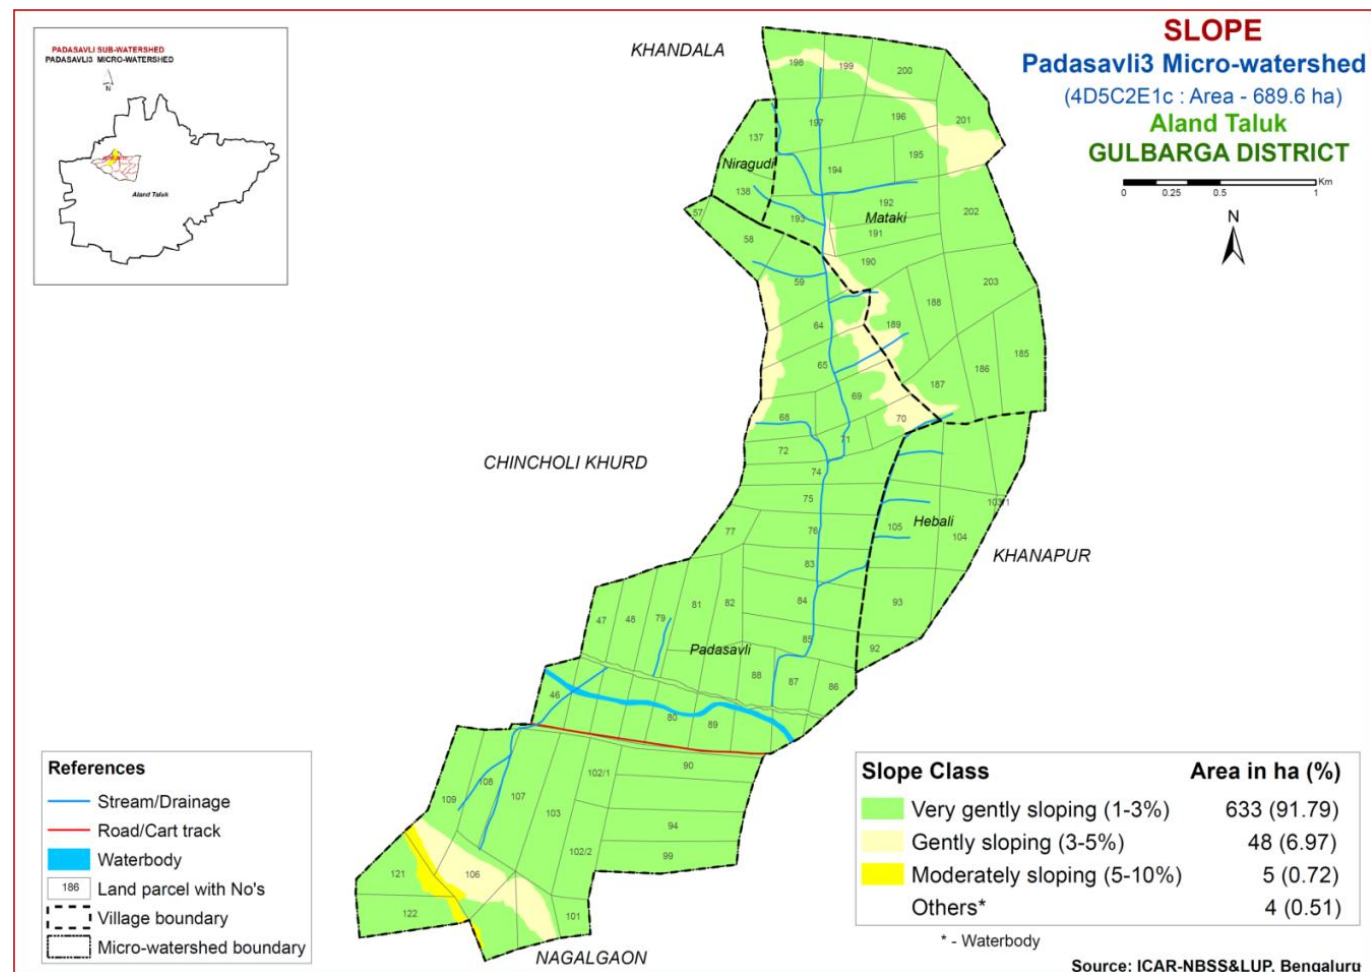 SLOPE
Padasavli3 Micro-watershed
(4D5C2E1c : Area - 689.6 ha)
Aland Taluk
GULBARGA DISTRICT
0 0.25 0.5 1 Km
N
PADASAVLI SUB-WATERSHED
PADASAVLI3 MICRO-WATERSHED
N
Aland Taluk
KHANDALA
198
199
200
197
196
201
137
195
Niragudi
194
138
192
202
57
193
Mataki
191
58
190
59
203
188
64
189
65
185
186
187
69
68
70
71
72
CHINCHOLI KHURD
74
75
103/1
77
76
105
Hebali
104
KHANAPUR
83
93
84
81
82
47
48
79
85
92
Padasavli
88
87
86
46
80
89
90
102/1
108
107
109
103
94
102/2
99
121
106
122
101
NAGALGAON
References
Stream/Drainage
Road/Cart track
Waterbody
186 Land parcel with No's
Village boundary
Micro-watershed boundary
Slope Class Area in ha (%)
Very gently sloping (1-3%) 633 (91.79)
Gently sloping (3-5%) 48 (6.97)
Moderately sloping (5-10%) 5 (0.72)
Others* 4 (0.51)
* - Waterbody
Source: ICAR-NBSS&LUP, Bengaluru